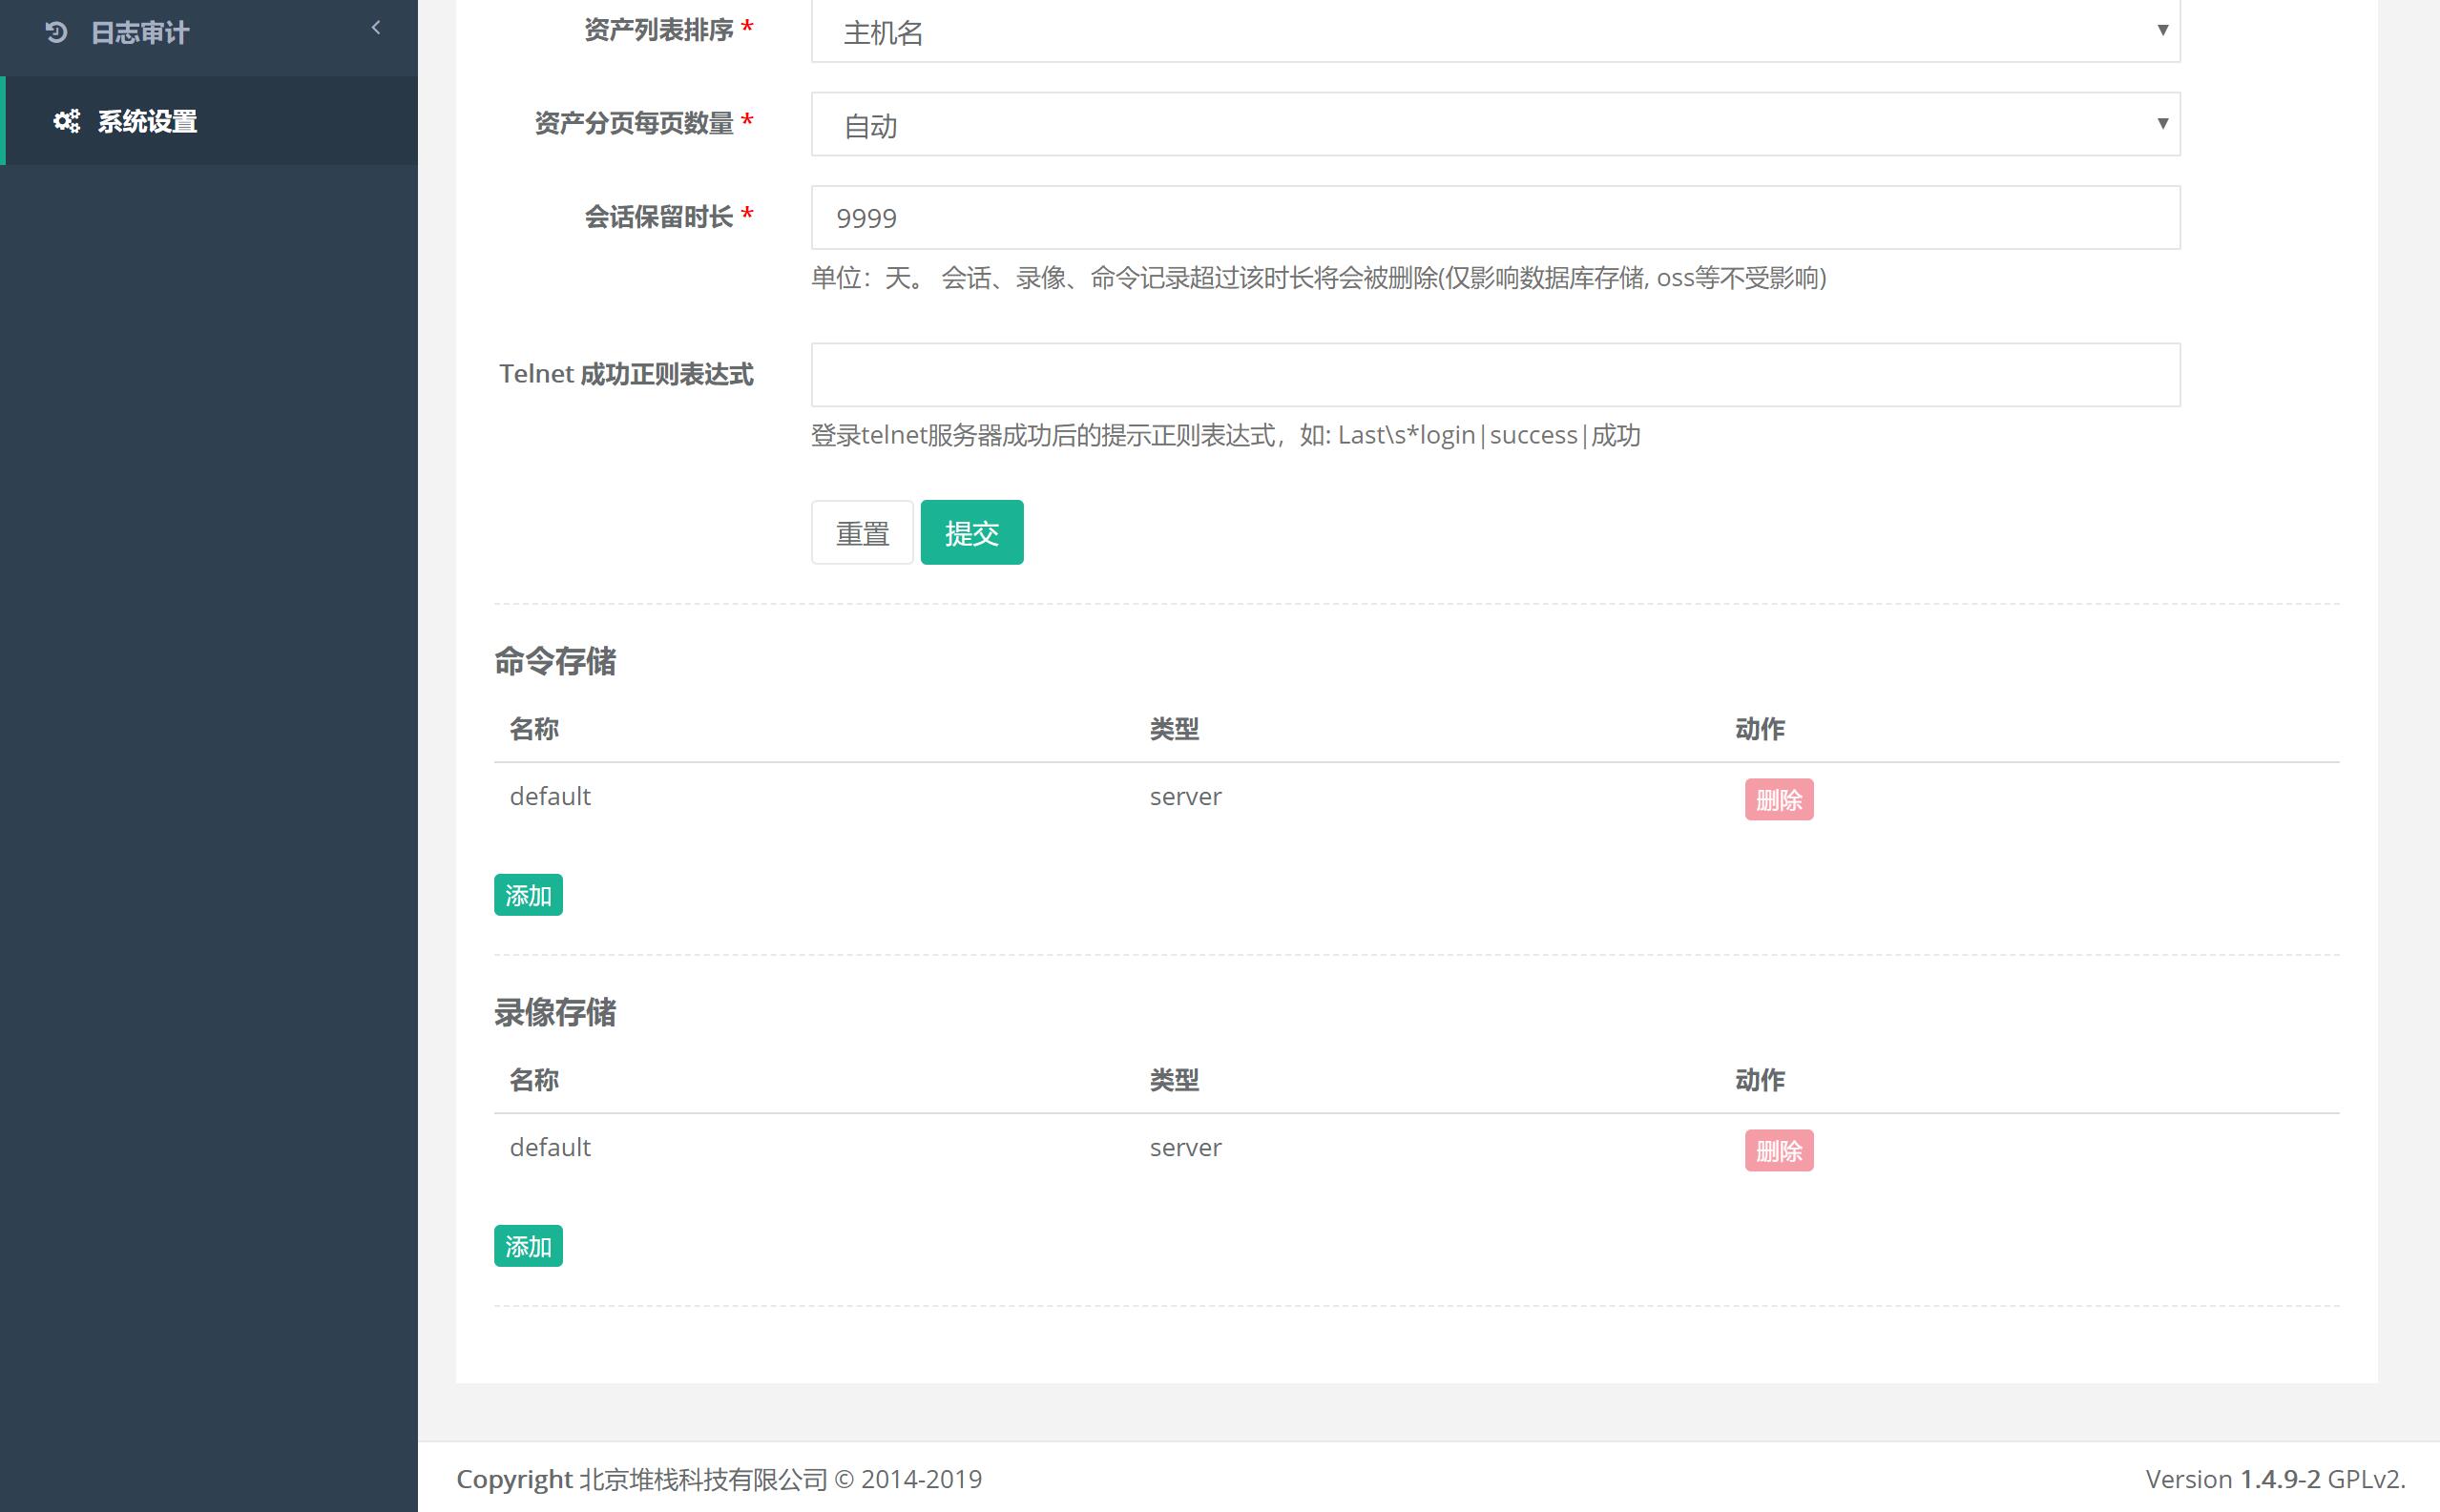 日志审计
系统设置
资产列表排序 *
主机名
资产分页每页数量 *
自动
会话保留时长 *
9999
单位：天。 会话、录像、命令记录超过该时长将会被删除(仅影响数据库存储, oss等不受影响)
Telnet 成功正则表达式
登录telnet服务器成功后的提示正则表达式，如: Last\s*login|success|成功
重置 提交
命令存储
名称 类型 动作
default server 删除
添加
录像存储
名称 类型 动作
default server 删除
添加
Copyright 北京堆栈科技有限公司 © 2014-2019
Version 1.4.9-2 GPLv2.